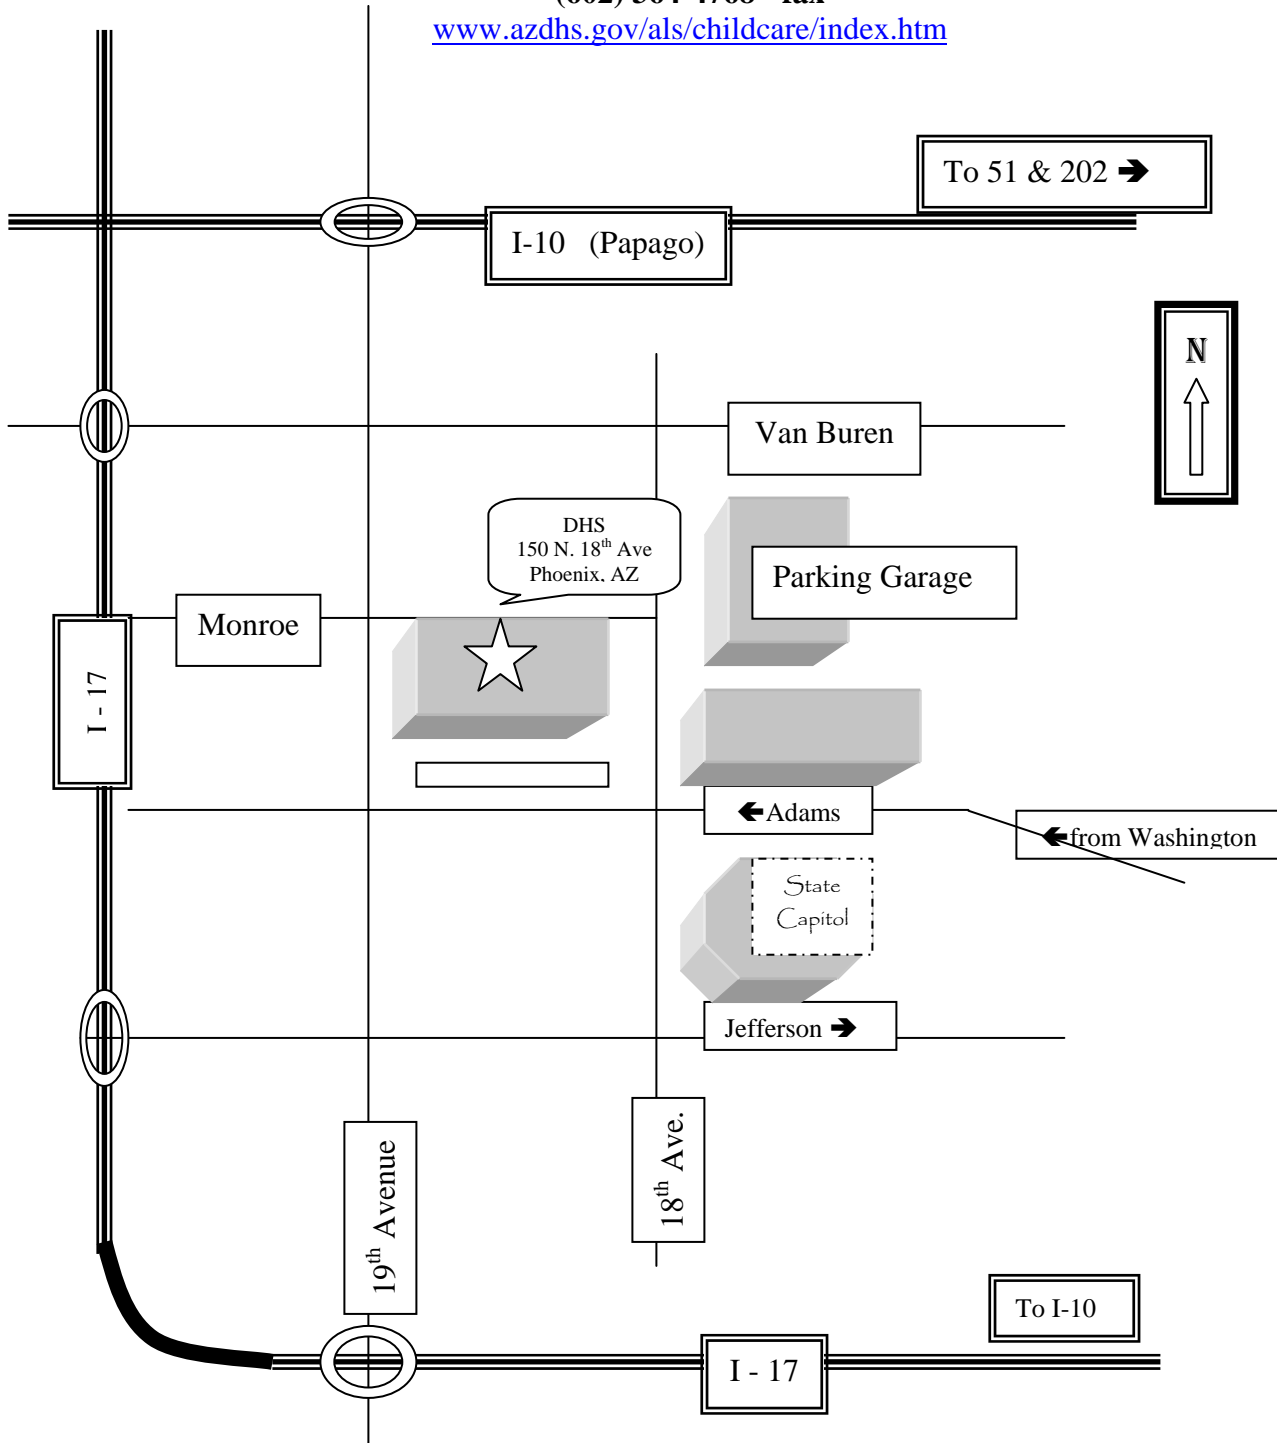 www.azdhs.gov/als/childcare/index.htm
To 51 & 202 ➔
I-10 (Papago)
N
Van Buren
DHS
150 N. 18th Ave
Phoenix, AZ
Parking Garage
Monroe
I - 17
🡸Adams
🡸from Washington
State
Capitol
Jefferson ➔
18th Ave.
19th Avenue
To I-10
I - 17